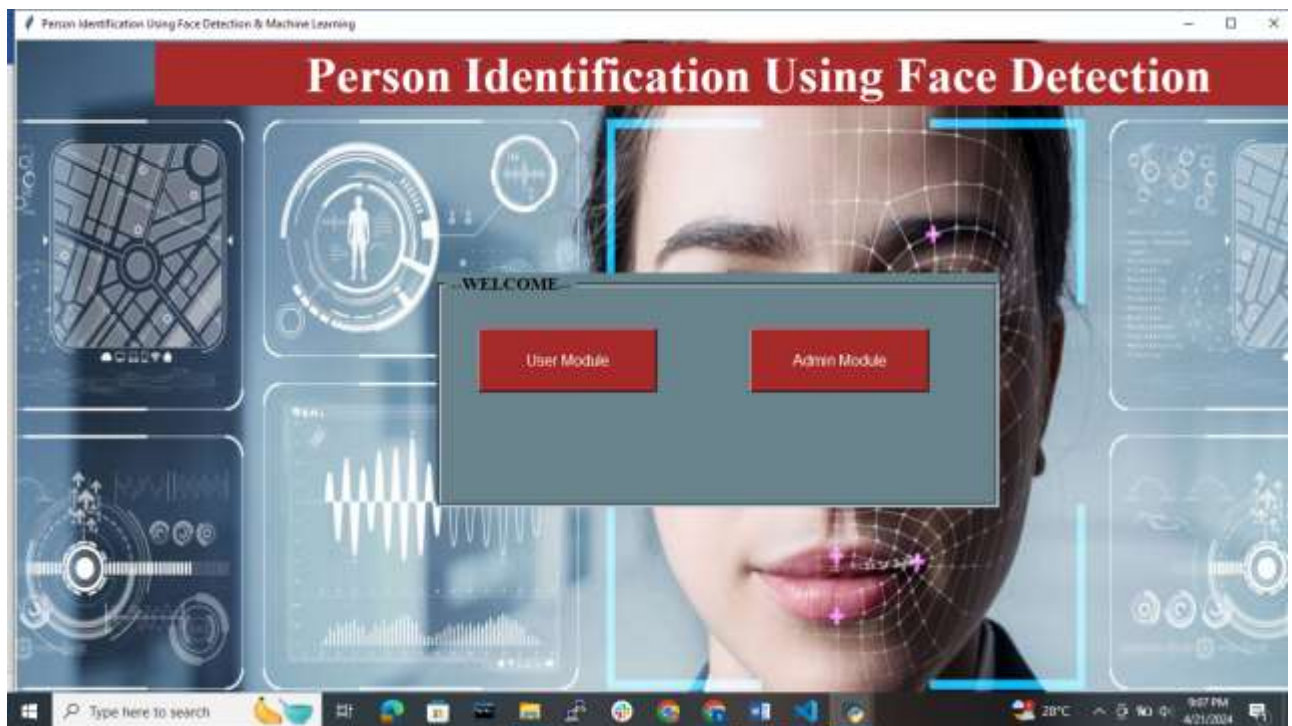 Person Identification Using Face Detection & Machine Learning
Person Identification Using Face Detection
--WELCOME--
User Module
Admin Module
Type here to search
28°C
9:07 PM
4/21/2024